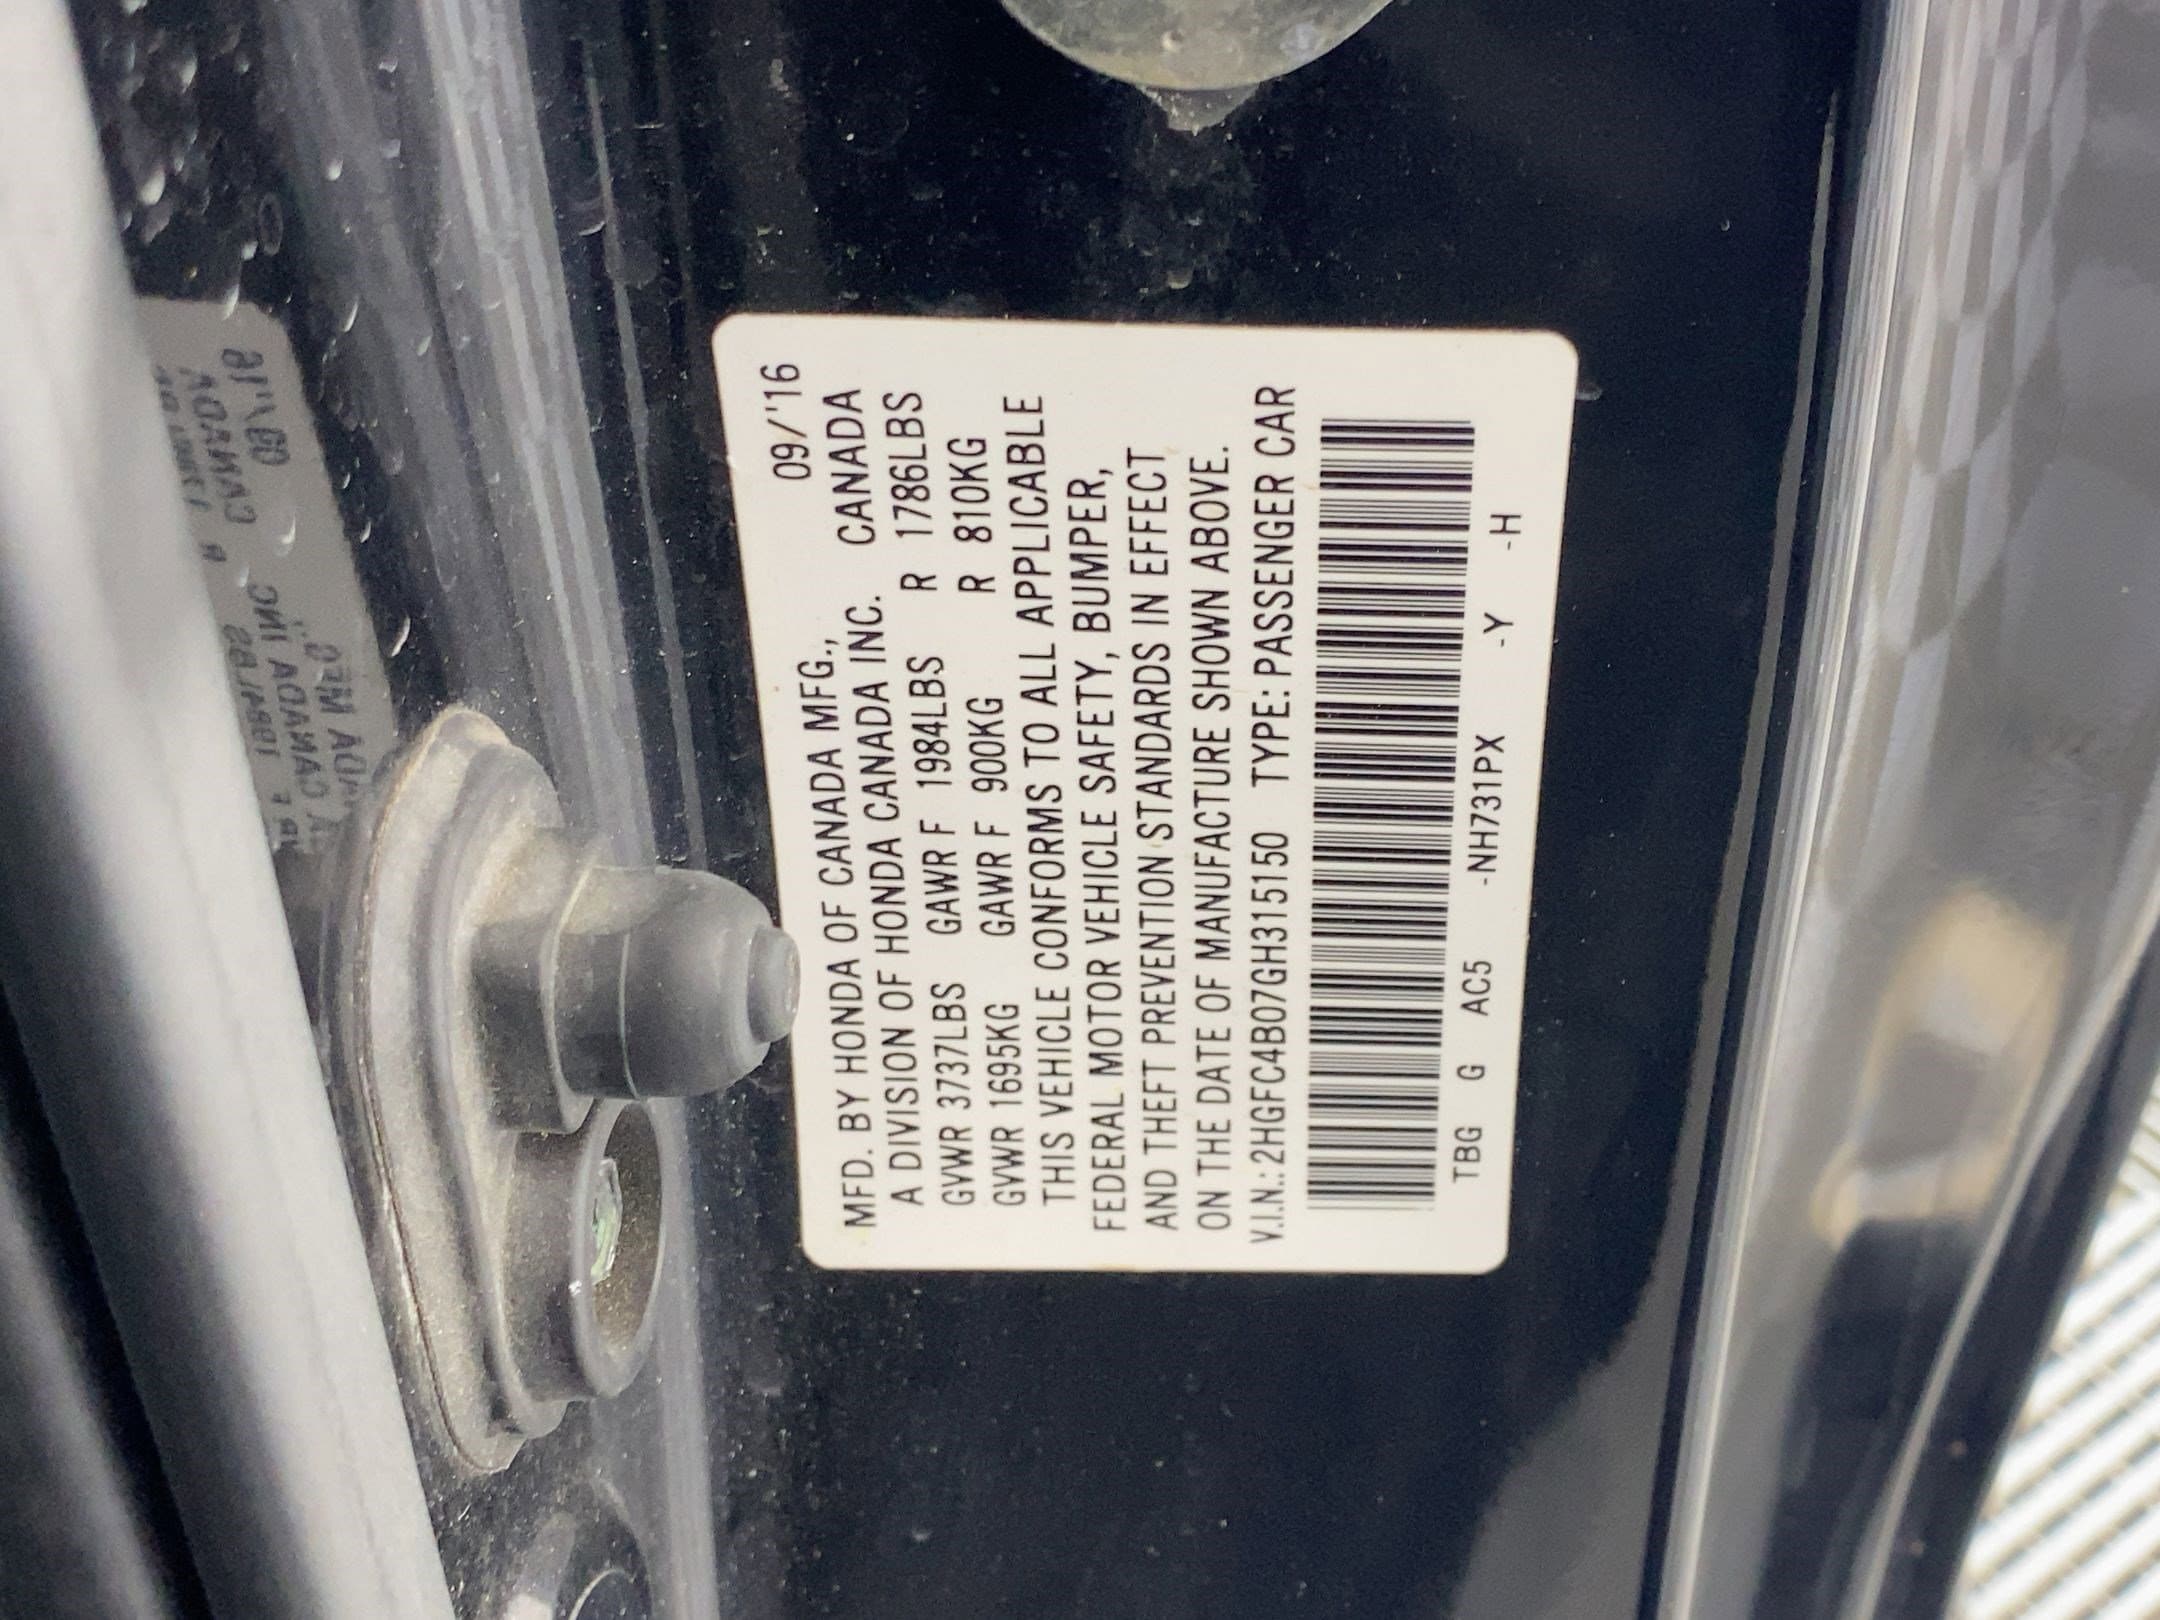 09/'16
MFD. BY HONDA OF CANADA MFG.,
A DIVISION OF HONDA CANADA INC. CANADA
GVWR 3737LBS GAWR F 1984LBS R 1786LBS
GVWR 1695KG GAWR F 900KG R 810KG
THIS VEHICLE CONFORMS TO ALL APPLICABLE
FEDERAL MOTOR VEHICLE SAFETY, BUMPER,
AND THEFT PREVENTION STANDARDS IN EFFECT
ON THE DATE OF MANUFACTURE SHOWN ABOVE.
V.I.N.: 2HGFC4B07GH315150 TYPE: PASSENGER CAR
TBG G AC5 -NH731PX -Y -H